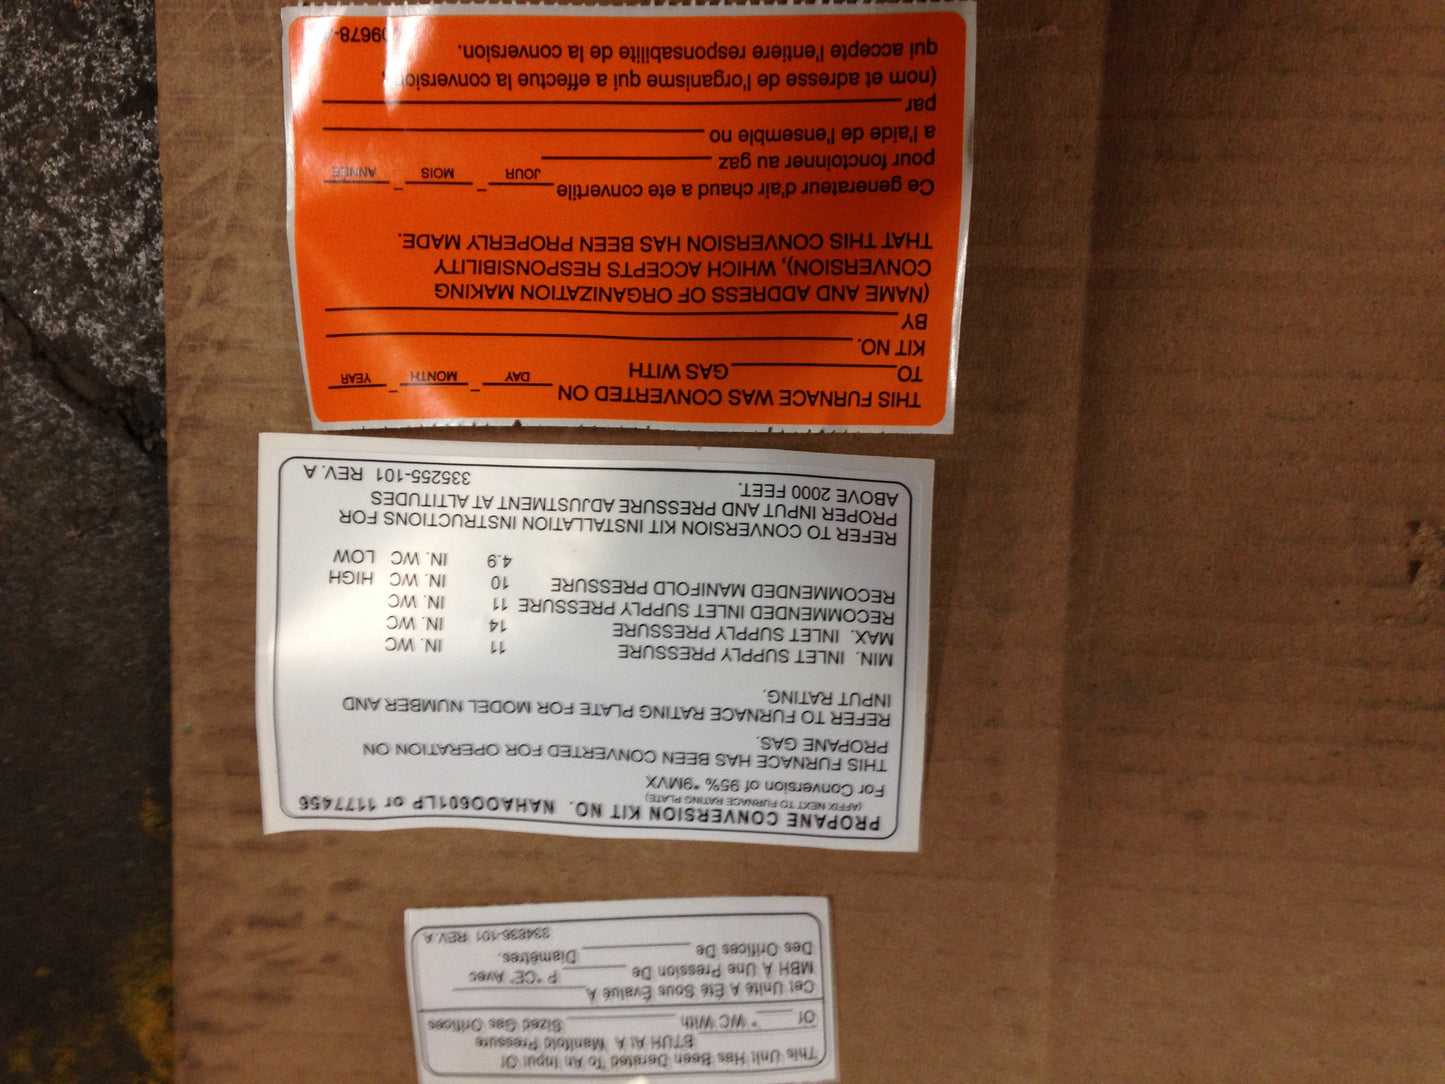 This Unit Has Been Derated To An Input Of
BTUH At A Manifold Pressure
Of " WC With Sized Gas Orifices
Cet Unité A Été Sous Évalué À
MBH À Une Pression De P "CE" Avec
Des Orifices De Diamètres.
334836-101 REV. A
PROPANE CONVERSION KIT NO. NAHAOO601LP or 1177456
(AFFIX NEXT TO FURNACE RATING PLATE)
For Conversion of 95% *9MVX
THIS FURNACE HAS BEEN CONVERTED FOR OPERATION ON
PROPANE GAS.
REFER TO FURNACE RATING PLATE FOR MODEL NUMBER AND
INPUT RATING.
MIN. INLET SUPPLY PRESSURE 11 IN. WC
MAX. INLET SUPPLY PRESSURE 14 IN. WC
RECOMMENDED INLET SUPPLY PRESSURE 11 IN. WC
RECOMMENDED MANIFOLD PRESSURE 10 IN. WC HIGH
4.9 IN. WC LOW
REFER TO CONVERSION KIT INSTALLATION INSTRUCTIONS FOR
PROPER INPUT AND PRESSURE ADJUSTMENT AT ALTITUDES
ABOVE 2000 FEET.
335255-101 REV. A
THIS FURNACE WAS CONVERTED ON
DAY MONTH YEAR
TO GAS WITH
KIT NO.
BY
(NAME AND ADDRESS OF ORGANIZATION MAKING
CONVERSION), WHICH ACCEPTS RESPONSIBILITY
THAT THIS CONVERSION HAS BEEN PROPERLY MADE.
Ce generateur d'air chaud a ete convertile
JOUR MOIS ANNÉE
pour fonctoinner au gaz
a l'aide de l'ensemble no
par
(nom et adresse de l'organisme qui a effectue la conversion,
qui accepte l'entiere responsabilite de la conversion.